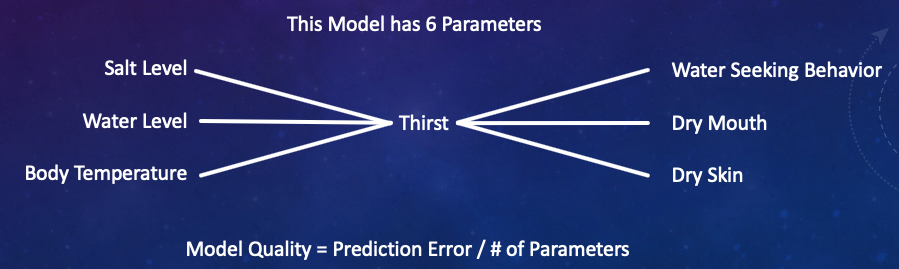 This Model has 6 Parameters
Salt Level
Water Level
Body Temperature
Thirst
Water Seeking Behavior
Dry Mouth
Dry Skin
Model Quality = Prediction Error / # of Parameters